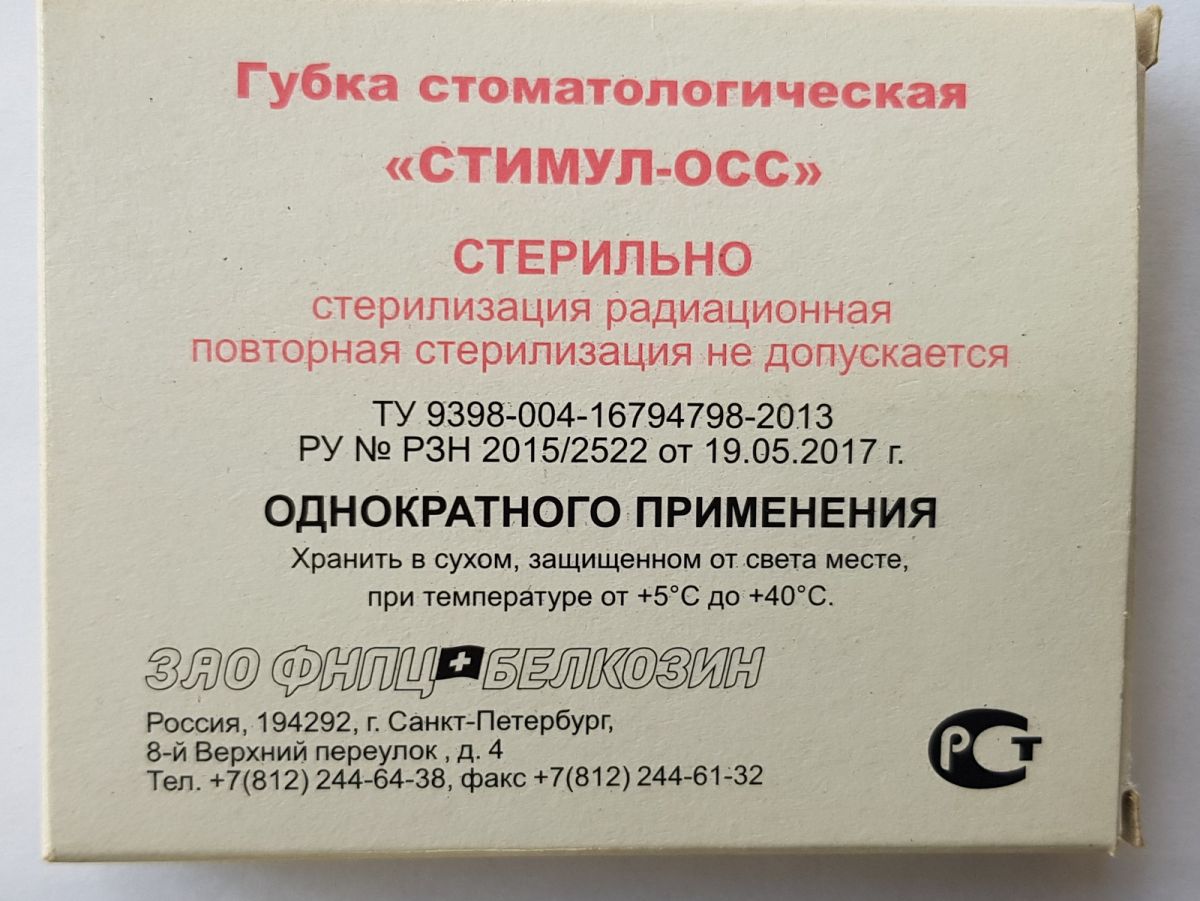 Губка стоматологическая
«СТИМУЛ-ОСС»
СТЕРИЛЬНО
стерилизация радиационная
повторная стерилизация не допускается
ТУ 9398-004-16794798-2013
РУ № РЗН 2015/2522 от 19.05.2017 г.
ОДНОКРАТНОГО ПРИМЕНЕНИЯ
Хранить в сухом, защищенном от света месте,
при температуре от +5°С до +40°С.
ЗАО ФНПЦ БЕЛКОЗИН
Россия, 194292, г. Санкт-Петербург,
8-й Верхний переулок , д. 4
Тел. +7(812) 244-64-38, факс +7(812) 244-61-32
РСТ